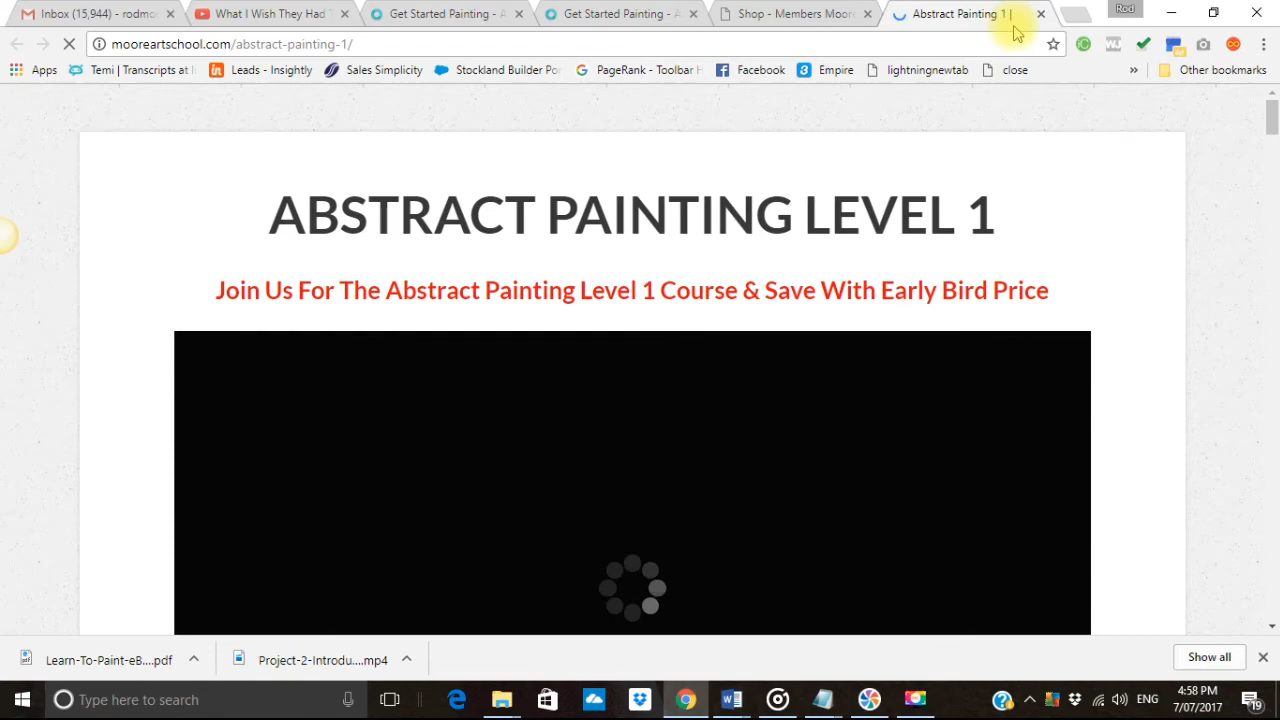 Inbox (15,944) - rodmo
What I Wish They Had
Get Started Painting - A
Get Started Painting - A
Shop - Members Moor
Abstract Painting 1 |
Rod
mooreartschool.com/abstract-painting-1/
Apps
Temi | Transcripts at
Leads - Insightly
Sales Simplicity
Stockland Builder Po
PageRank - Toolbar
Facebook
Empire
lightningnewtab
close
»
Other bookmarks
ABSTRACT PAINTING LEVEL 1
Join Us For The Abstract Painting Level 1 Course & Save With Early Bird Price
Learn-To-Paint-eB....pdf
Project-2-Introdu....mp4
Show all
Type here to search
ENG
4:58 PM
7/07/2017
19